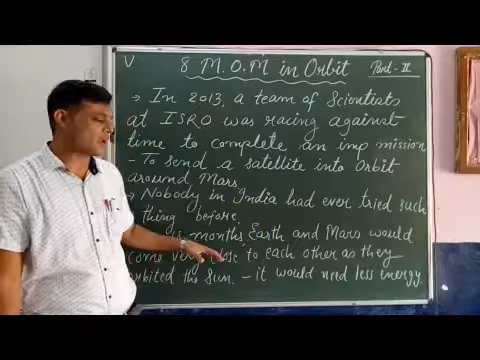 V
8 M.O.M in Orbit Part-II
→ In 2013, a team of Scientists
at ISRO was racing against
time to complete an imp mission
- To send a satellite into Orbit
around Mars
→ Nobody in India had ever tried such
thing before.
months, Earth and Mars would
come very close to each other as they
orbited the Sun. - it would need less energy.